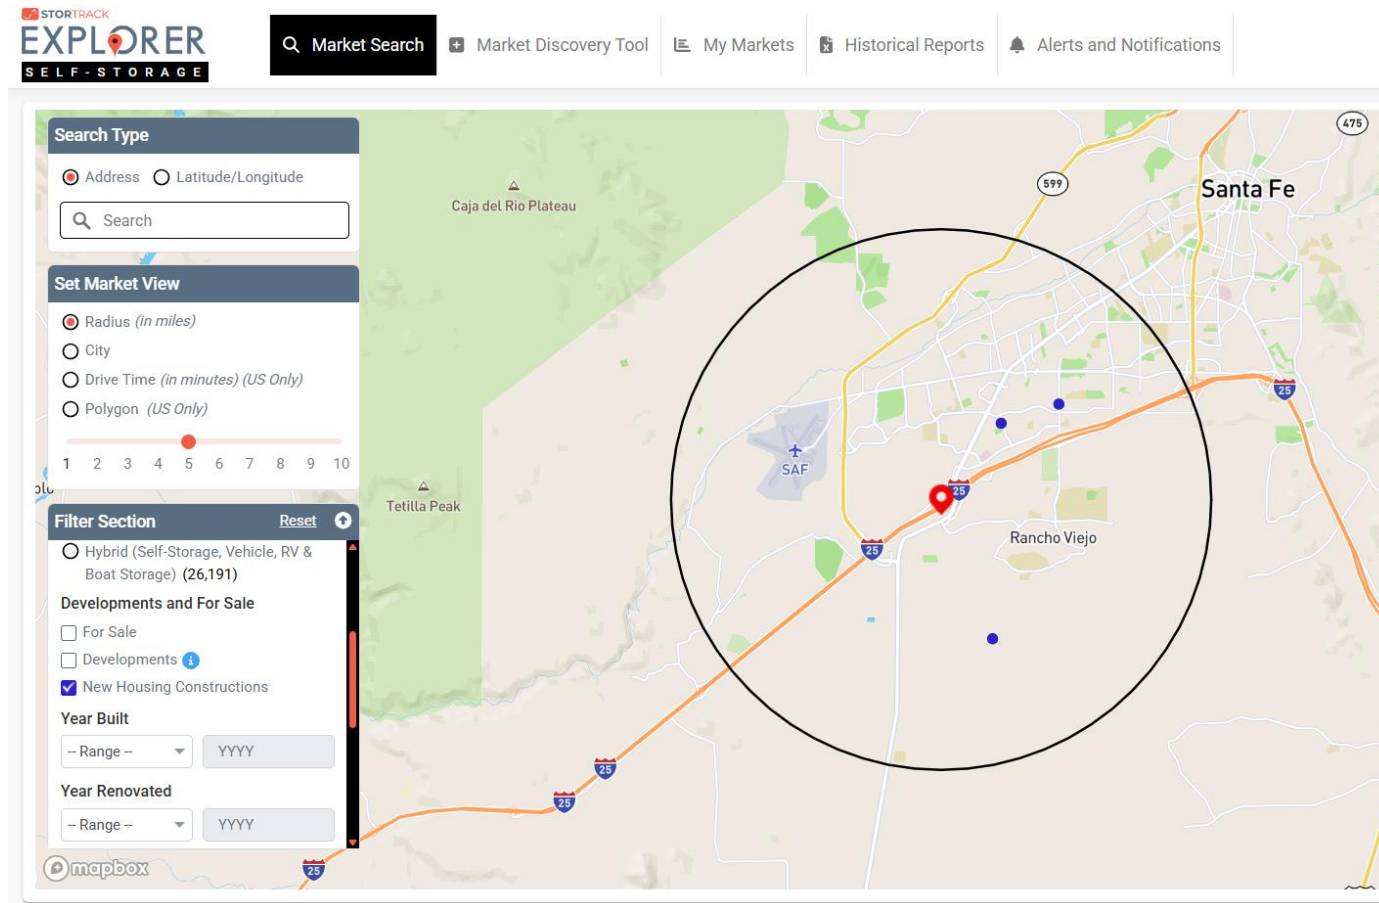 STORTRACK
EXPLORER
SELF-STORAGE
Market Search
Market Discovery Tool
My Markets
Historical Reports
Alerts and Notifications
Search Type
Address
Latitude/Longitude
Search
Set Market View
Radius (in miles)
City
Drive Time (in minutes) (US Only)
Polygon (US Only)
1 2 3 4 5 6 7 8 9 10
Filter Section
Reset
Hybrid (Self-Storage, Vehicle, RV &
Boat Storage) (26,191)
Developments and For Sale
For Sale
Developments
New Housing Constructions
Year Built
-- Range --
YYYY
Year Renovated
-- Range --
YYYY
mapbox
475
599
Santa Fe
Caja del Rio Plateau
25
SAF
Tetilla Peak
25
Rancho Viejo
25
25
25
25